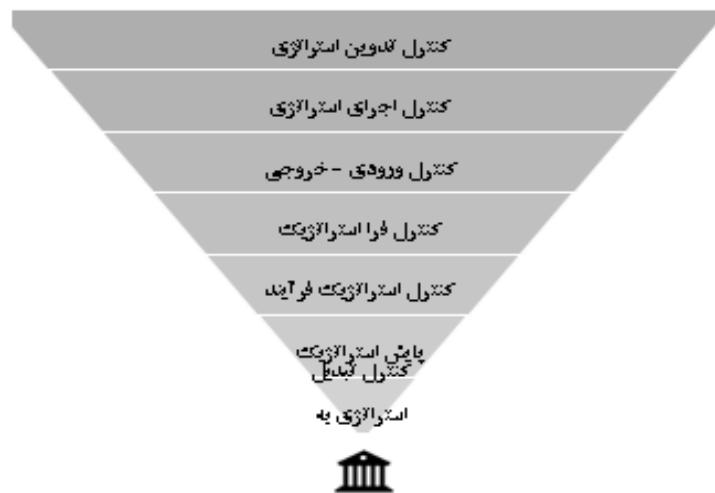 کنترل تدوین استراتژی
کنترل اجرای استراتژی
کنترل ورودی - خروجی
کنترل فرا استراتژیک
کنترل استراتژیک فرآیند
پایش استراتژیک
کنترل تبدیل
استراتژی به